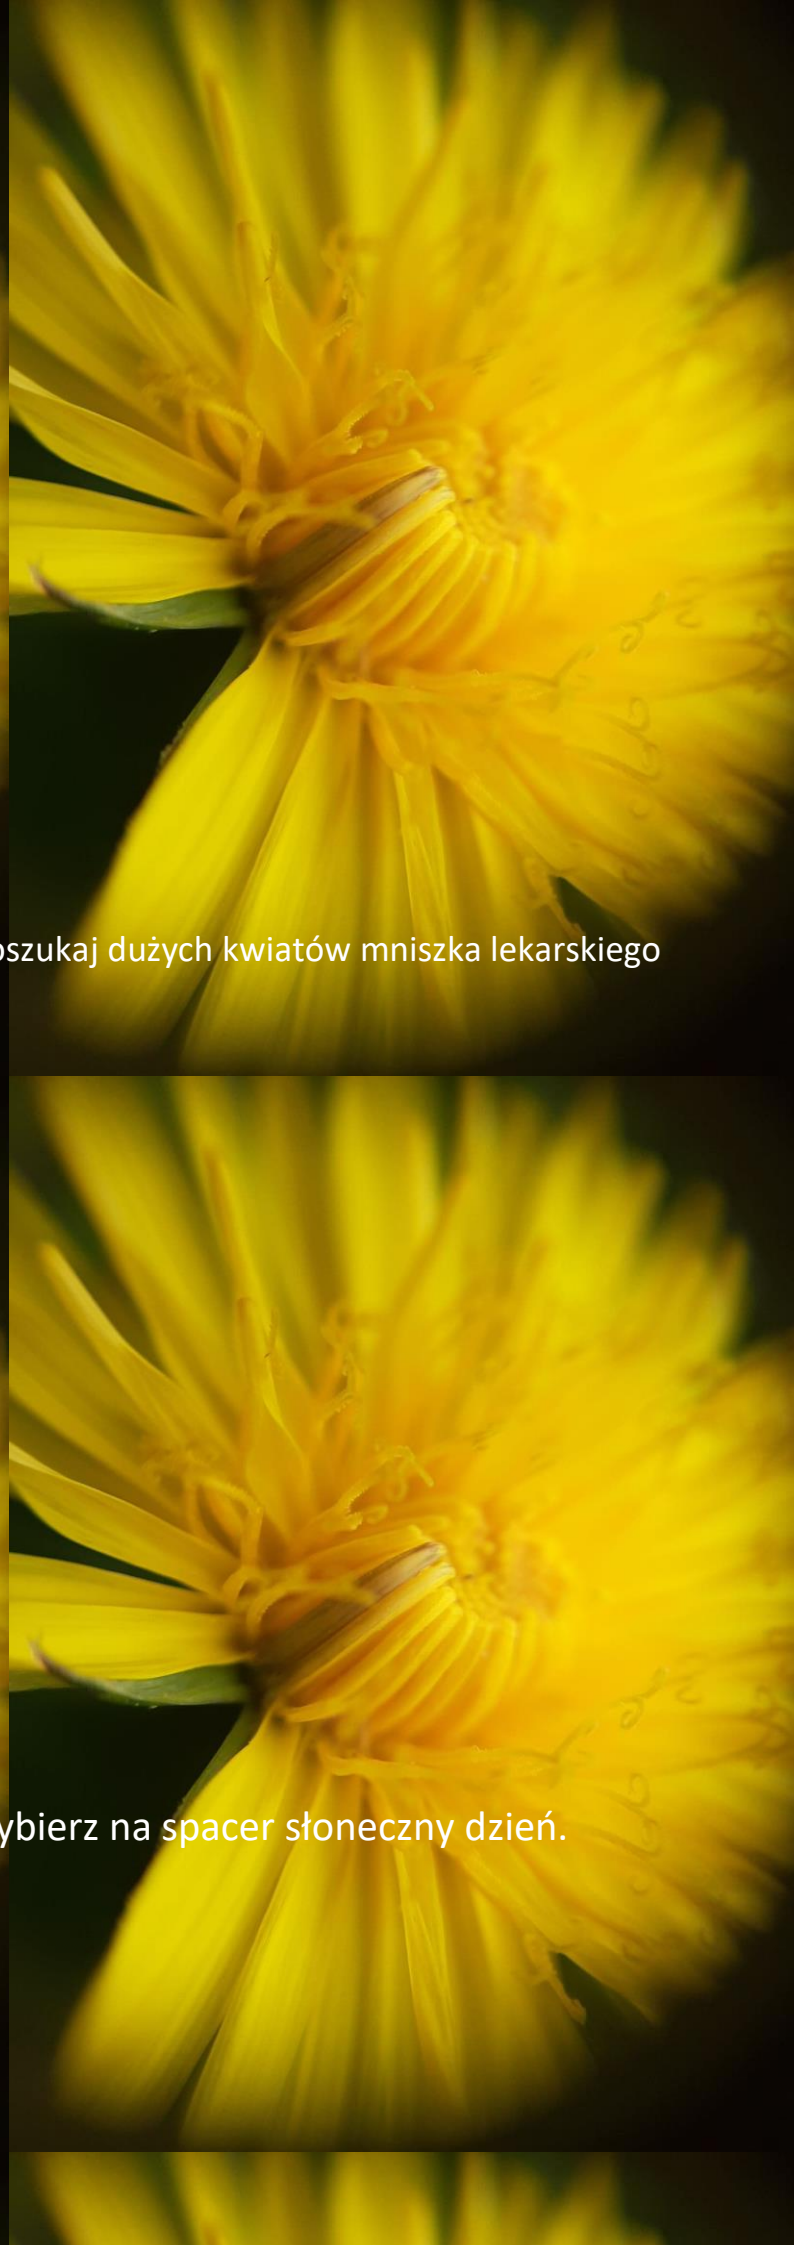 oszukaj dużych kwiatów mniszka lekarskiego
ybierz na spacer słoneczny dzień.